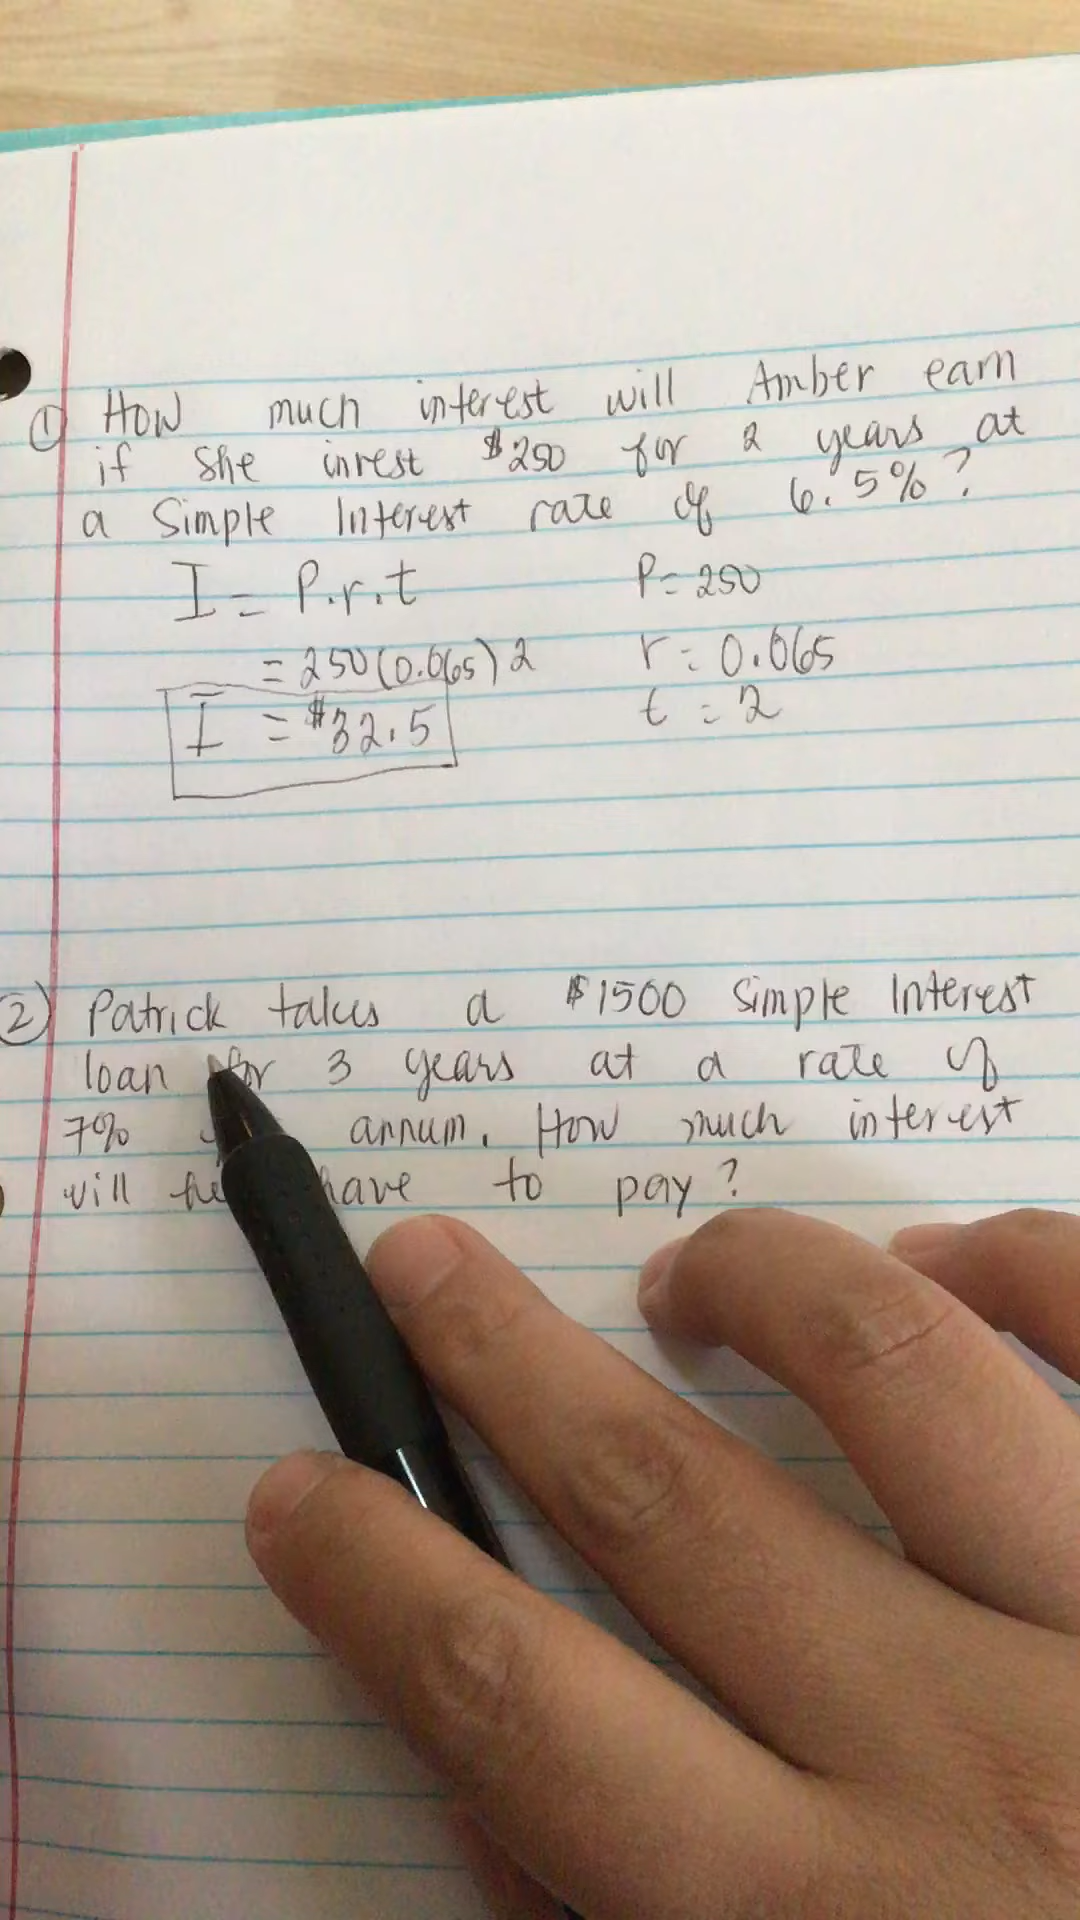 ① How much interest will Amber earn
if she invest $250 for 2 years at
a Simple Interest rate of 6.5%?
I = P.r.t
P = 250
= 250(0.065)2
r = 0.065
I = $32.5
t = 2
② Patrick takes a $1500 Simple Interest
loan for 3 years at a rate of
7% annum. How much interest
will he have to pay?